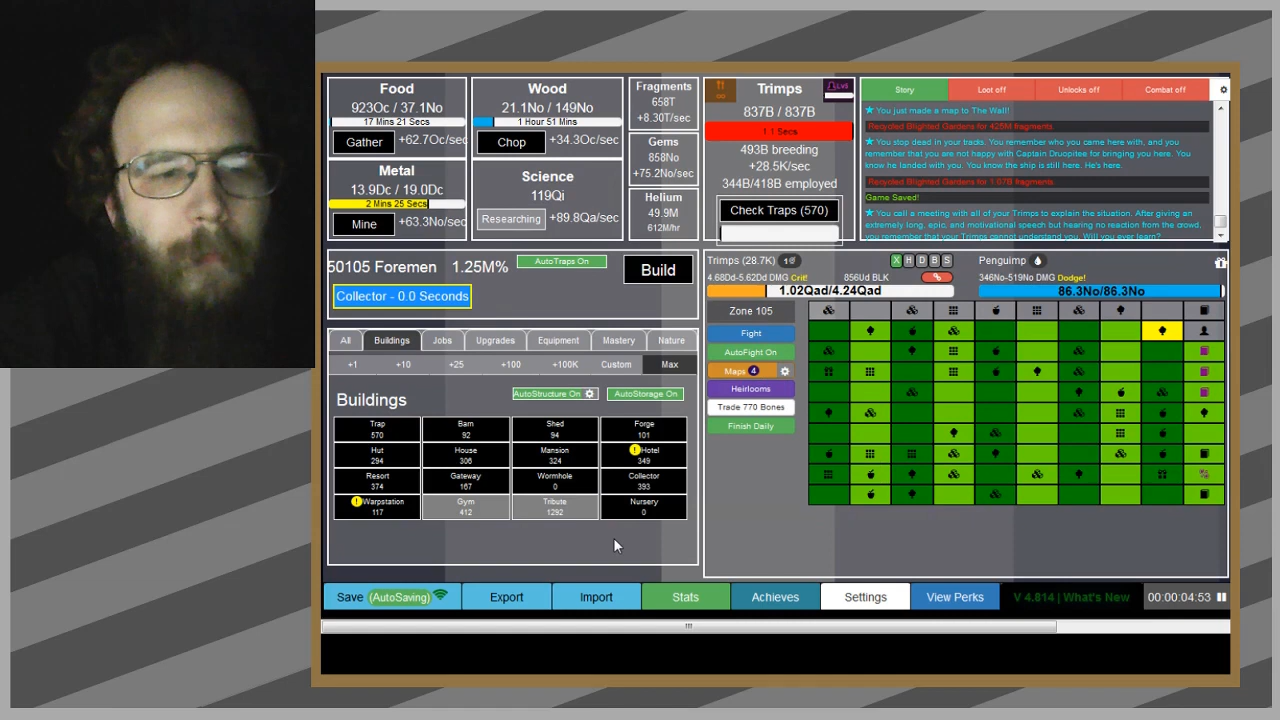 Food
923Oc / 37.1No
17 Mins 21 Secs
Gather
+62.7Oc/sec
Wood
21.1No / 149No
1 Hour 51 Mins
Chop
+34.3Oc/sec
Metal
13.9Dc / 19.0Dc
2 Mins 25 Secs
Mine
+63.3No/sec
Science
119Qi
Researching
+89.8Qa/sec
Fragments
658T
+8.30T/sec
Gems
858No
+75.2No/sec
Helium
49.9M
612M/hr
Trimps
837B / 837B
1.1 Secs
493B breeding
+28.5K/sec
344B/418B employed
Check Traps (570)
Story
Loot off
Unlocks off
Combat off
You just made a map to The Wall!
Recycled Blighted Gardens for 425M fragments.
You stop dead in your tracks. You remember who you came here with, and you
remember that you are not happy with Captain Druopitee for bringing you here. You
know he landed with you. You know the ship is still here. He's here.
Recycled Blighted Gardens for 1.07B fragments.
Game Saved!
You call a meeting with all of your Trimps to explain the situation. After giving an
extremely long, epic, and motivational speech but hearing no reaction from the crowd,
you remember that your Trimps cannot understand you. Will you ever learn?
50105 Foremen
1.25M%
AutoTraps On
Build
Collector - 0.0 Seconds
All
Buildings
Jobs
Upgrades
Equipment
Mastery
Nature
+1
+10
+25
+100
+100K
Custom
Max
Buildings
AutoStructure On
AutoStorage On
Trap
570
Barn
92
Shed
94
Forge
101
Hut
294
House
306
Mansion
324
Hotel
349
Resort
374
Gateway
167
Wormhole
0
Collector
393
Warpstation
117
Gym
412
Tribute
1292
Nursery
0
Trimps (28.7K)
X H D B S
4.68Dd-5.62Dd DMG Crit!
856Ud BLK
1.02Qad/4.24Qad
Penguimp
346No-519No DMG Dodge!
86.3No/86.3No
Zone 105
Fight
AutoFight On
Maps 4
Heirlooms
Trade 770 Bones
Finish Daily
Save (AutoSaving)
Export
Import
Stats
Achieves
Settings
View Perks
V 4.814 | What's New
00:00:04:53